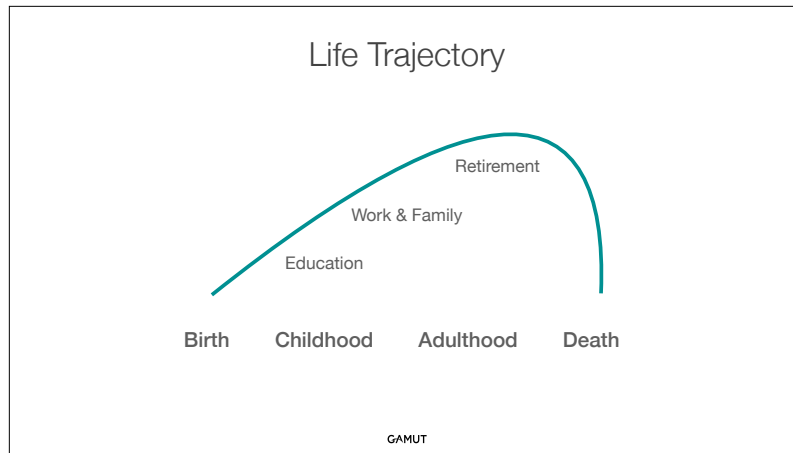 Life Trajectory
Retirement
Work & Family
Education
Birth Childhood Adulthood Death
GAMUT